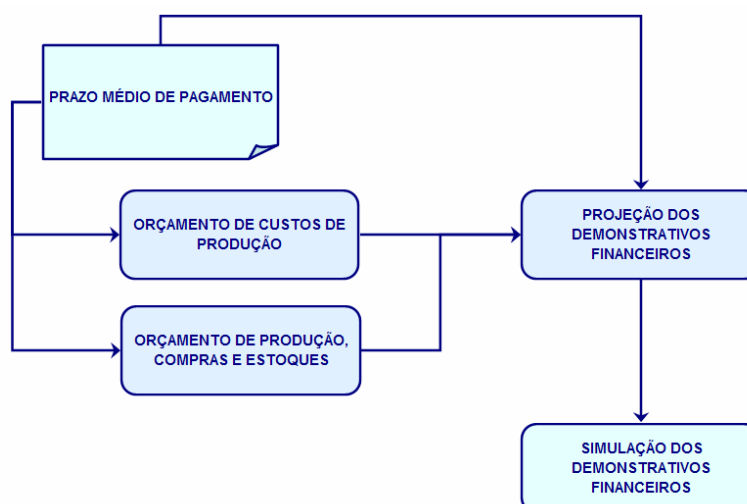 PRAZO MÉDIO DE PAGAMENTO
ORÇAMENTO DE CUSTOS DE
PRODUÇÃO
PROJEÇÃO DOS
DEMONSTRATIVOS
FINANCEIROS
ORÇAMENTO DE PRODUÇÃO,
COMPRAS E ESTOQUES
SIMULAÇÃO DOS
DEMONSTRATIVOS
FINANCEIROS